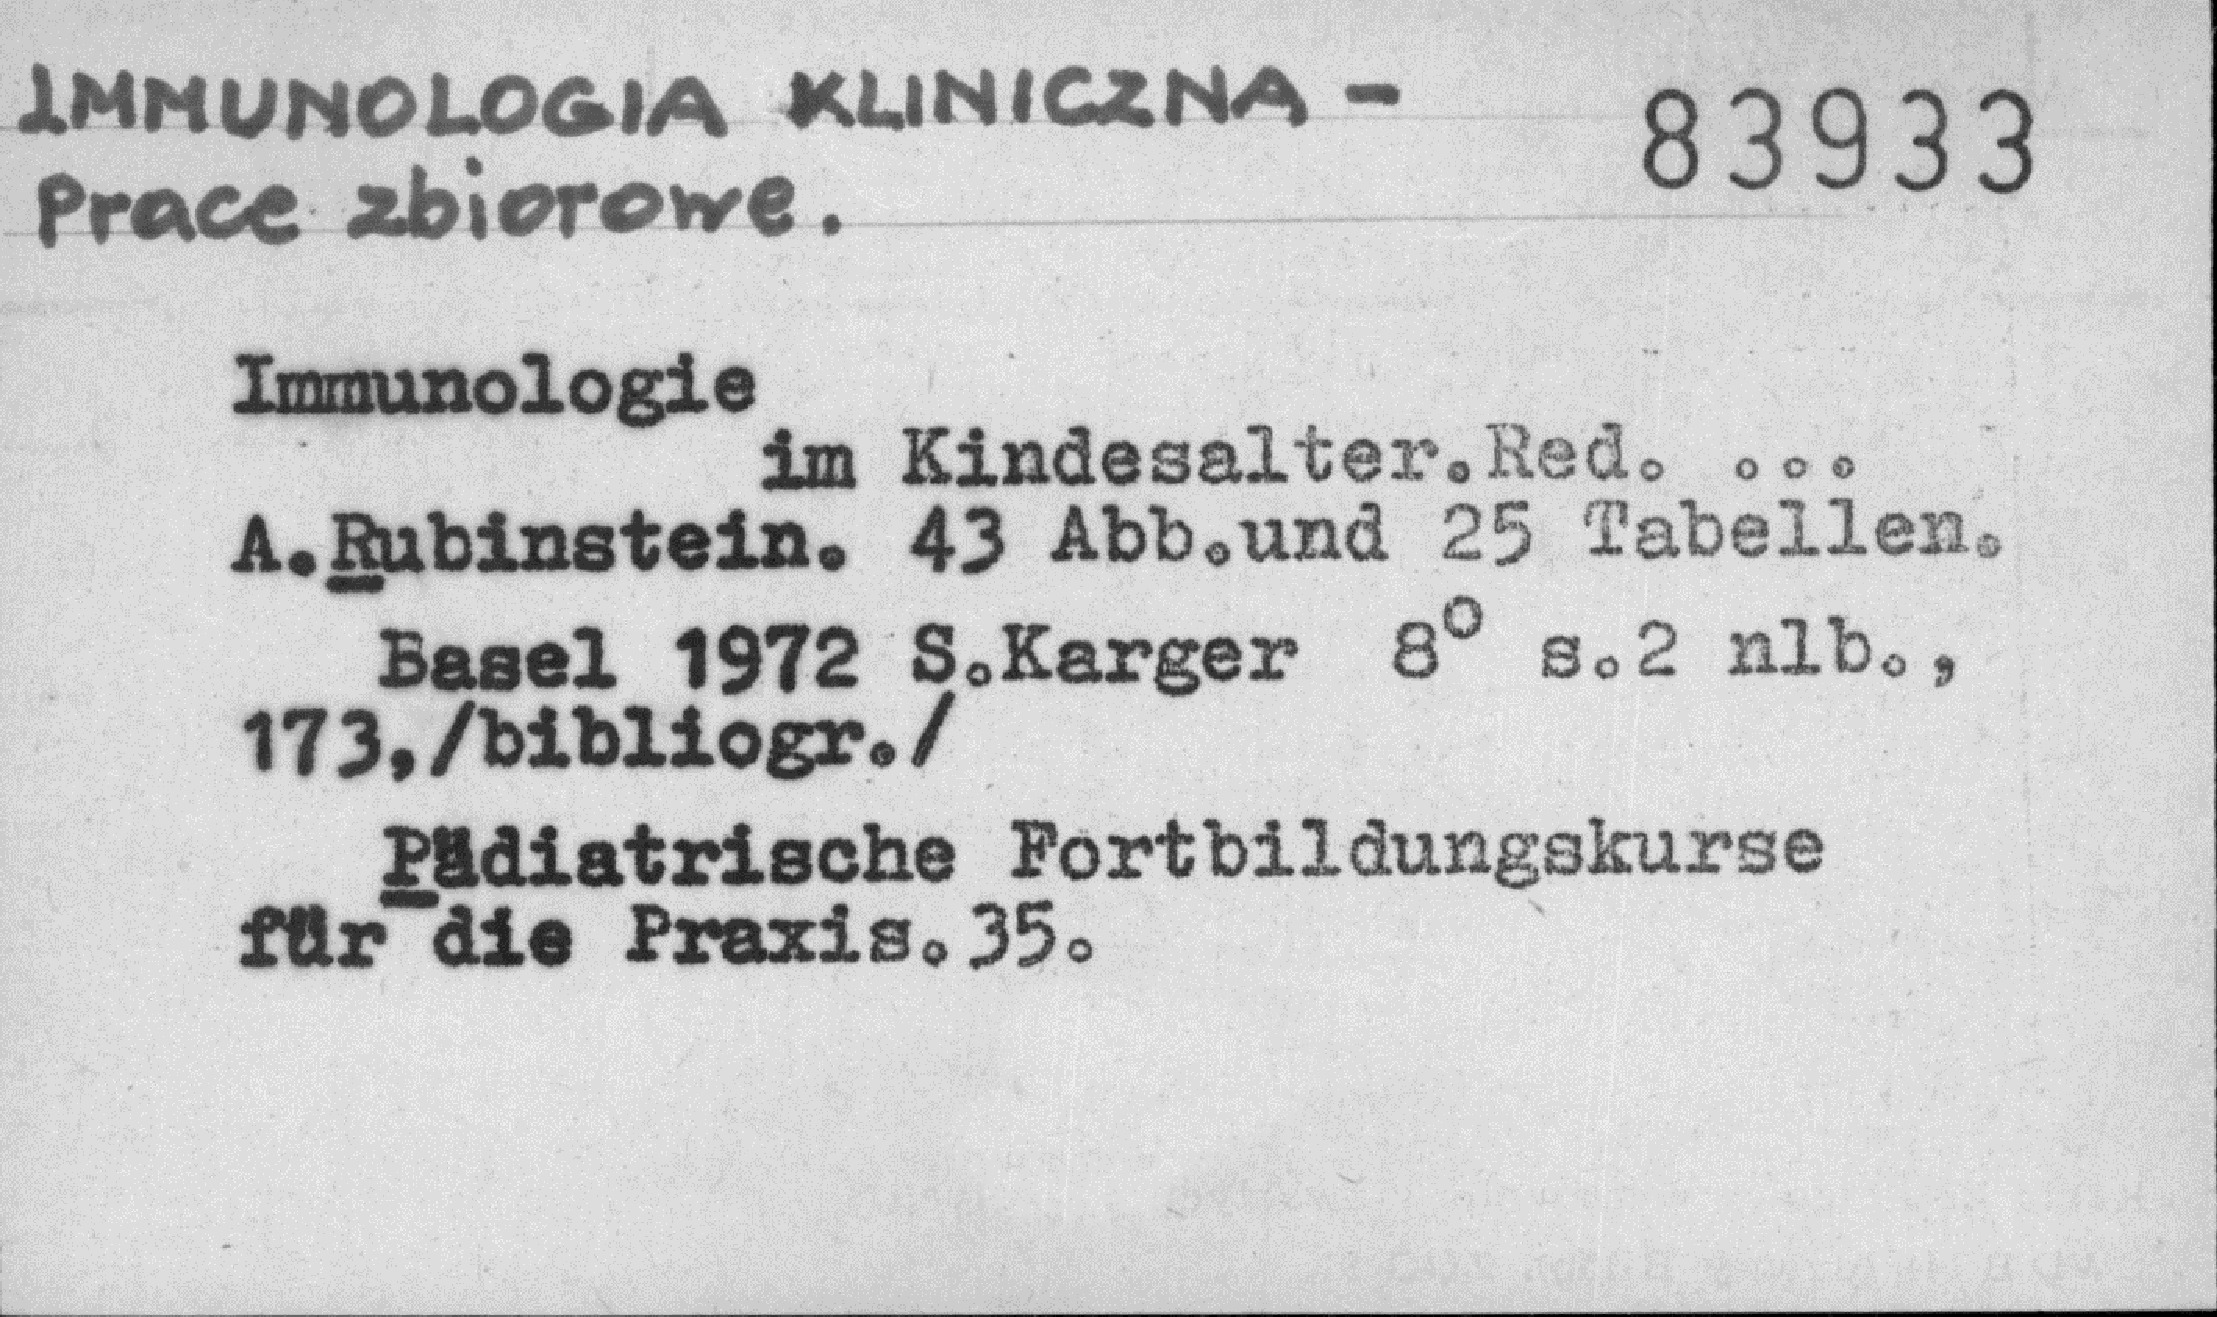 IMMUNOLOGIA KLINICZNA - 83933
Prace zbiorowe.
Immunologie
im Kindesalter.Red. ...
A.Rubinstein. 43 Abb.und 25 Tabellen.
Basel 1972 S.Karger 8° s.2 nlb.,
173,/bibliogr./
Pädiatrische Fortbildungskurse
für die Praxis.35.